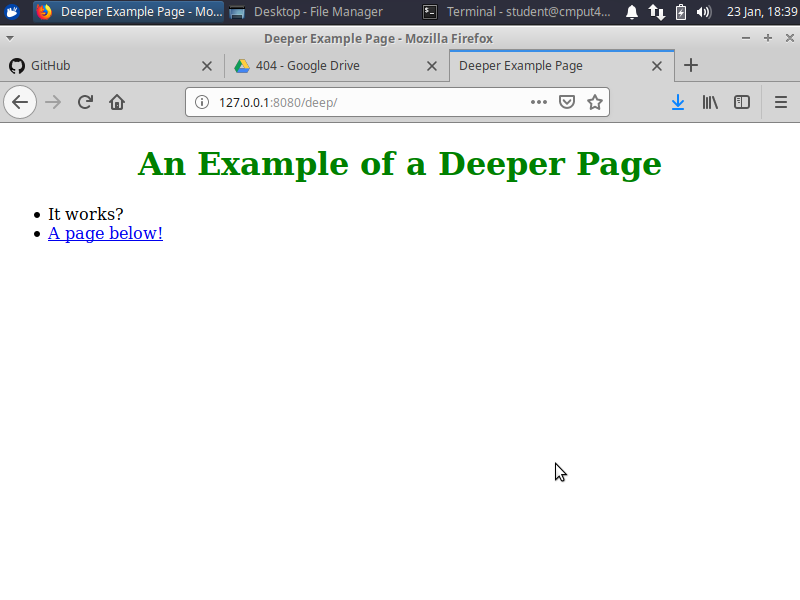 Deeper Example Page - Mo... Desktop - File Manager Terminal - student@cmput4... 23 Jan, 18:39
Deeper Example Page - Mozilla Firefox
GitHub 404 - Google Drive Deeper Example Page
127.0.0.1:8080/deep/
An Example of a Deeper Page
• It works?
• A page below!